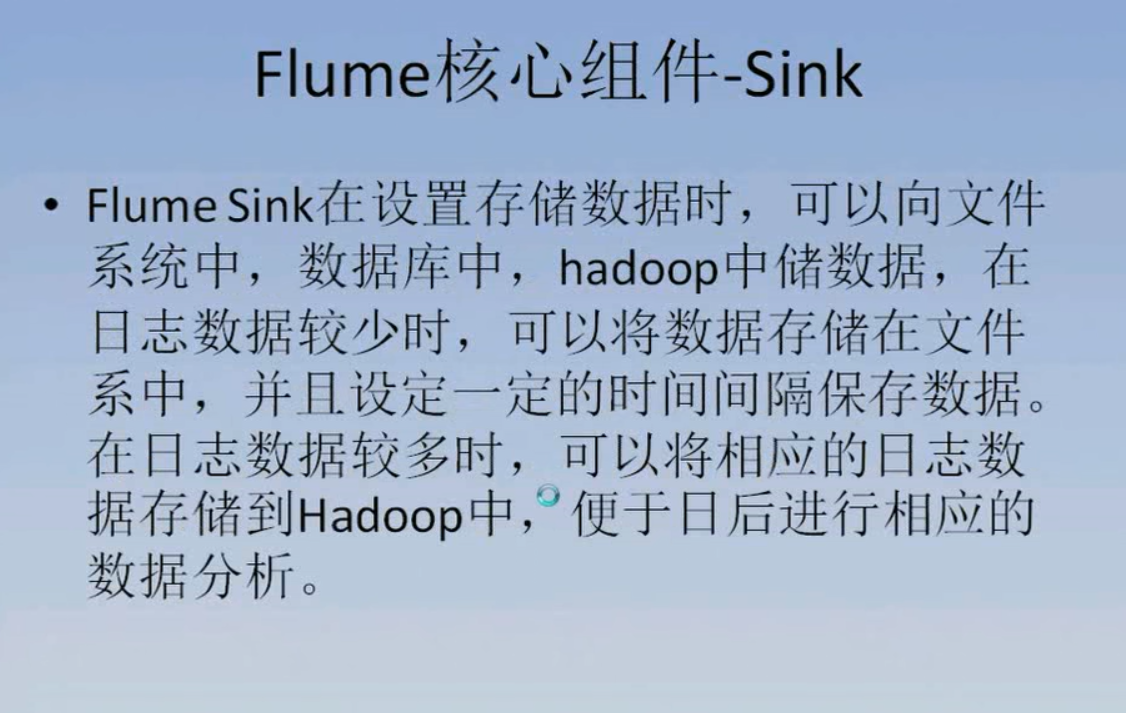 Flume核心组件-Sink
• Flume Sink在设置存储数据时，可以向文件
系统中，数据库中，hadoop中储数据，在
日志数据较少时，可以将数据存储在文件
系中，并且设定一定的时间间隔保存数据。
在日志数据较多时，可以将相应的日志数
据存储到Hadoop中，便于日后进行相应的
数据分析。